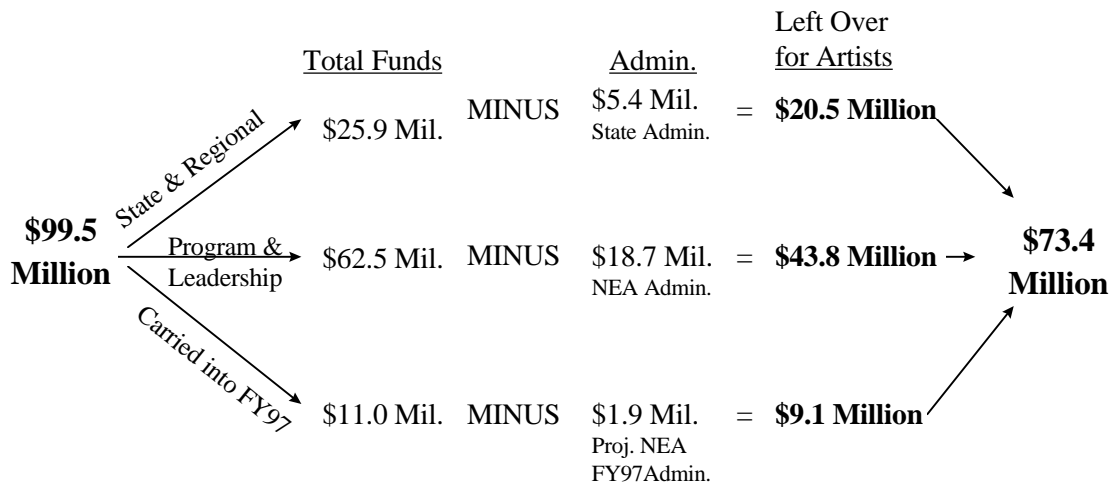 Left Over
Total Funds Admin. for Artists
State & Regional $25.9 Mil. MINUS $5.4 Mil. = $20.5 Million
State Admin.
$99.5
Million
Program &
Leadership
$62.5 Mil. MINUS $18.7 Mil. = $43.8 Million
NEA Admin.
$73.4
Million
Carried into FY97 $11.0 Mil. MINUS $1.9 Mil. = $9.1 Million
Proj. NEA
FY97Admin.